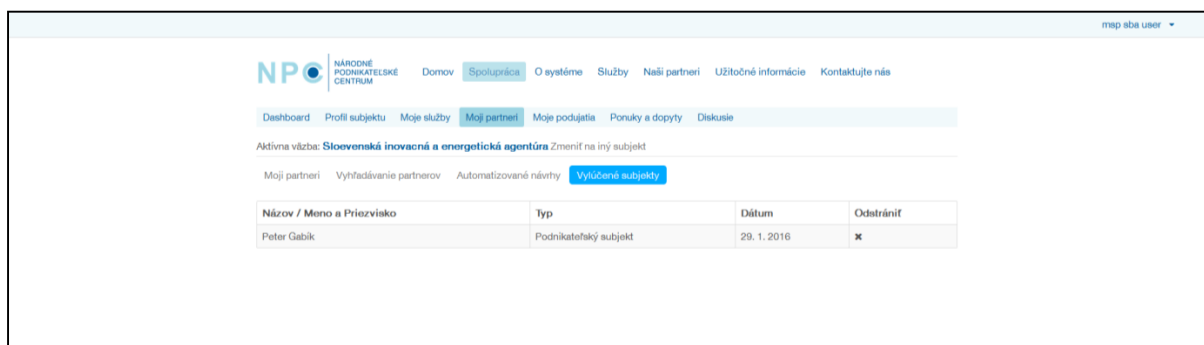 msp sba user
NPC NÁRODNÉ PODNIKATEĽSKÉ CENTRUM
Domov Spolupráca O systéme Služby Naši partneri Užitočné informácie Kontaktujte nás
Dashboard Profil subjektu Moje služby Moji partneri Moje podujatia Ponuky a dopyty Diskusie
Aktívna väzba: Sloevenská inovacná a energetická agentúra Zmeniť na iný subjekt
Moji partneri Vyhľadávanie partnerov Automatizované návrhy Vylúčené subjekty
Názov / Meno a Priezvisko Typ Dátum Odstrániť
Peter Gabik Podnikateľský subjekt 29. 1. 2016